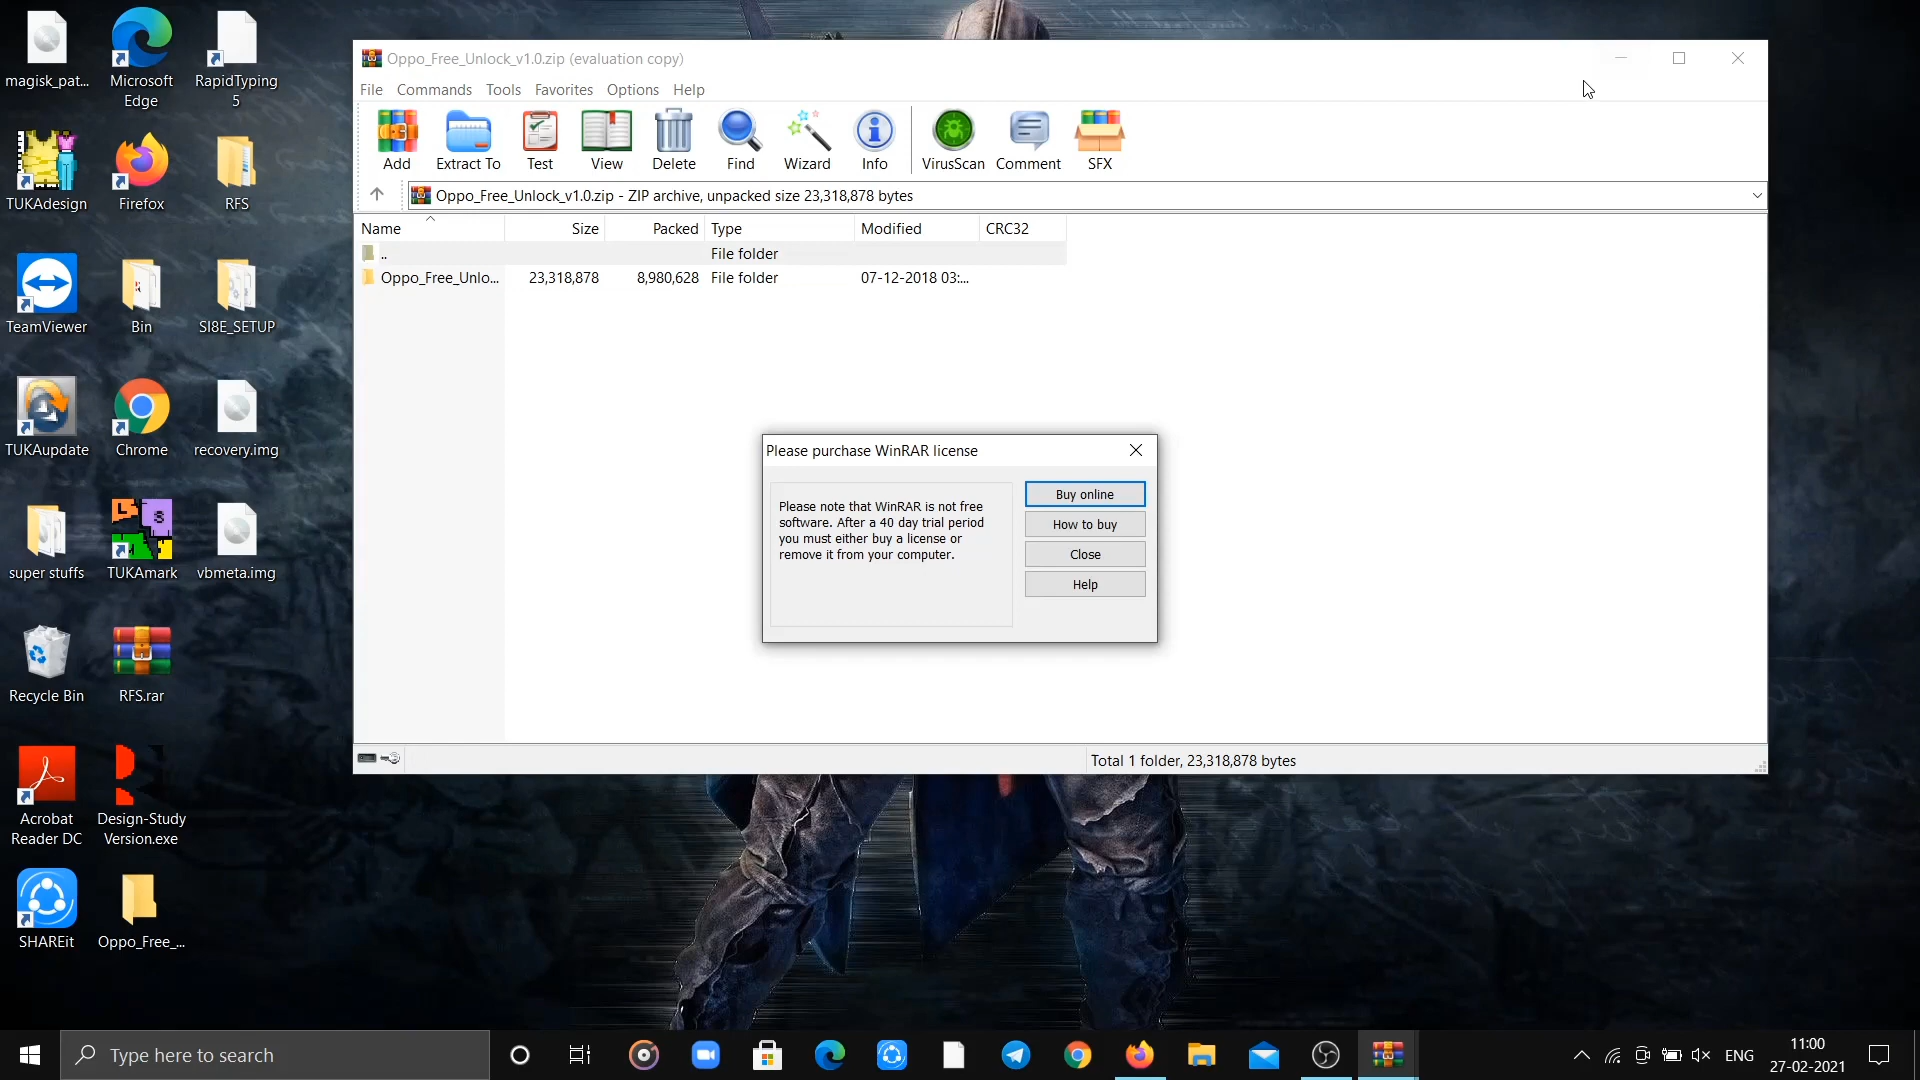 magisk_pat...
Microsoft
Edge
RapidTyping
5
TUKAdesign
Firefox
RFS
TeamViewer
Bin
SI8E_SETUP
TUKAupdate
Chrome
recovery.img
super stuffs
TUKAmark
vbmeta.img
Recycle Bin
RFS.rar
Acrobat
Reader DC
Design-Study
Version.exe
SHAREit
Oppo_Free_...
Oppo_Free_Unlock_v1.0.zip (evaluation copy)
File Commands Tools Favorites Options Help
Add Extract To Test View Delete Find Wizard Info VirusScan Comment SFX
Oppo_Free_Unlock_v1.0.zip - ZIP archive, unpacked size 23,318,878 bytes
Name Size Packed Type Modified CRC32
.. File folder
Oppo_Free_Unlo... 23,318,878 8,980,628 File folder 07-12-2018 03:...
Please purchase WinRAR license
Please note that WinRAR is not free
software. After a 40 day trial period
you must either buy a license or
remove it from your computer.
Buy online
How to buy
Close
Help
Total 1 folder, 23,318,878 bytes
Type here to search
ENG
11:00
27-02-2021